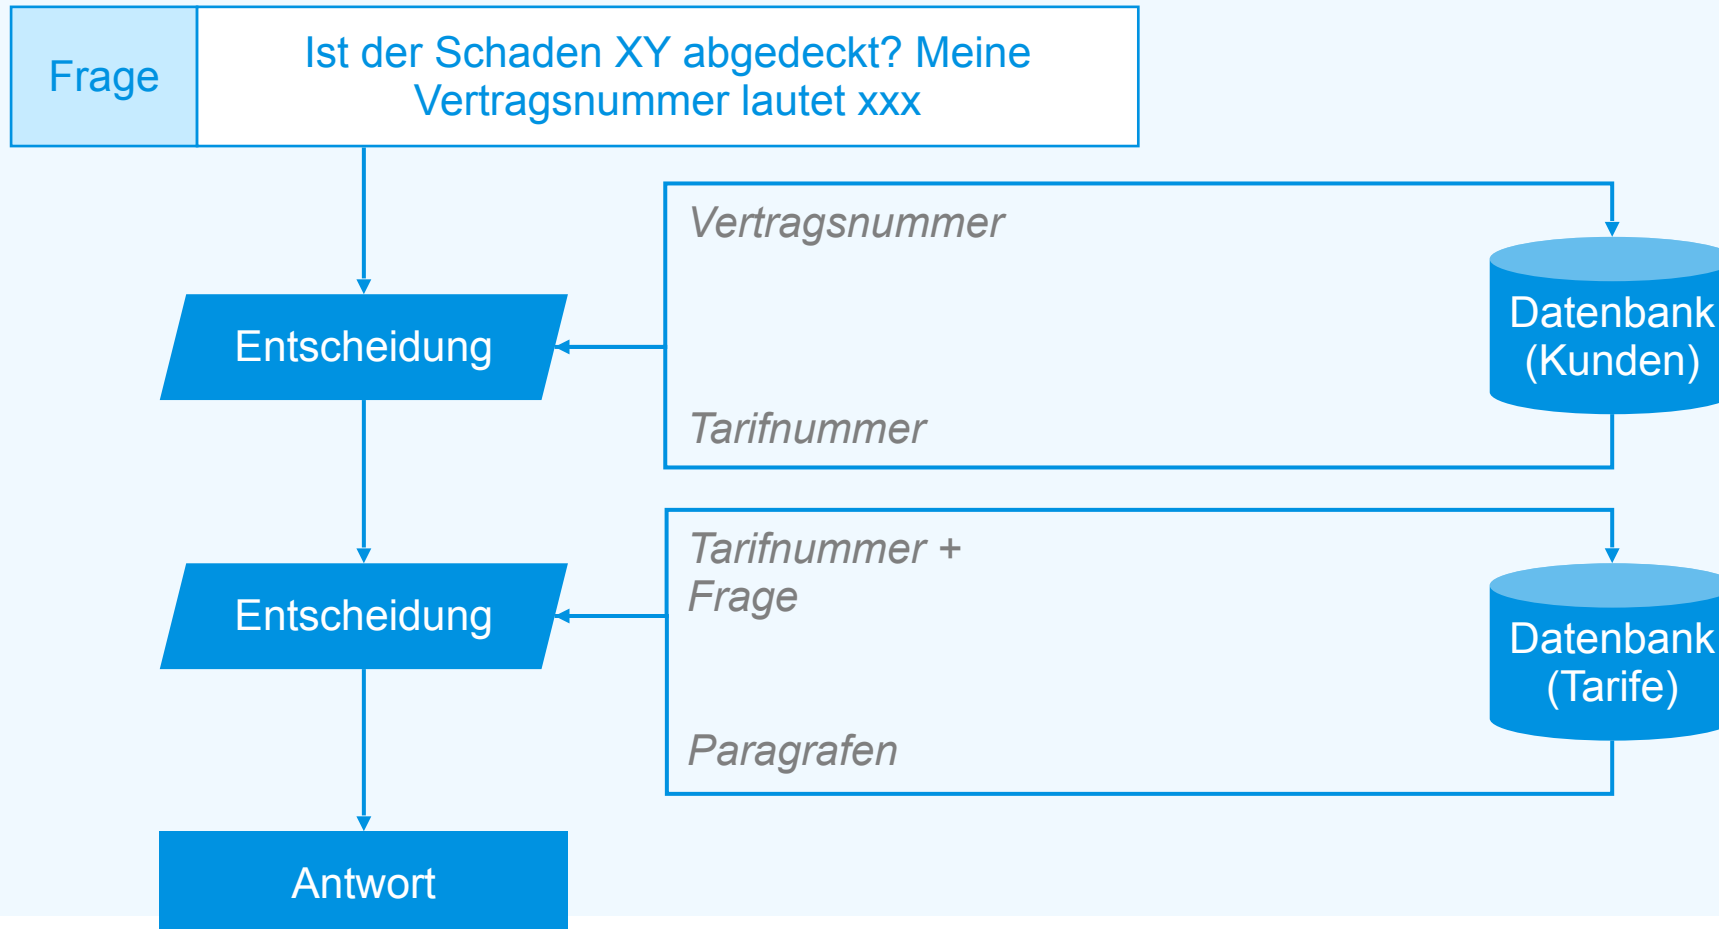 Frage
Ist der Schaden XY abgedeckt? Meine
Vertragsnummer lautet xxx
Vertragsnummer
Entscheidung
Datenbank
(Kunden)
Tarifnummer
Tarifnummer +
Frage
Entscheidung
Datenbank
(Tarife)
Paragrafen
Antwort